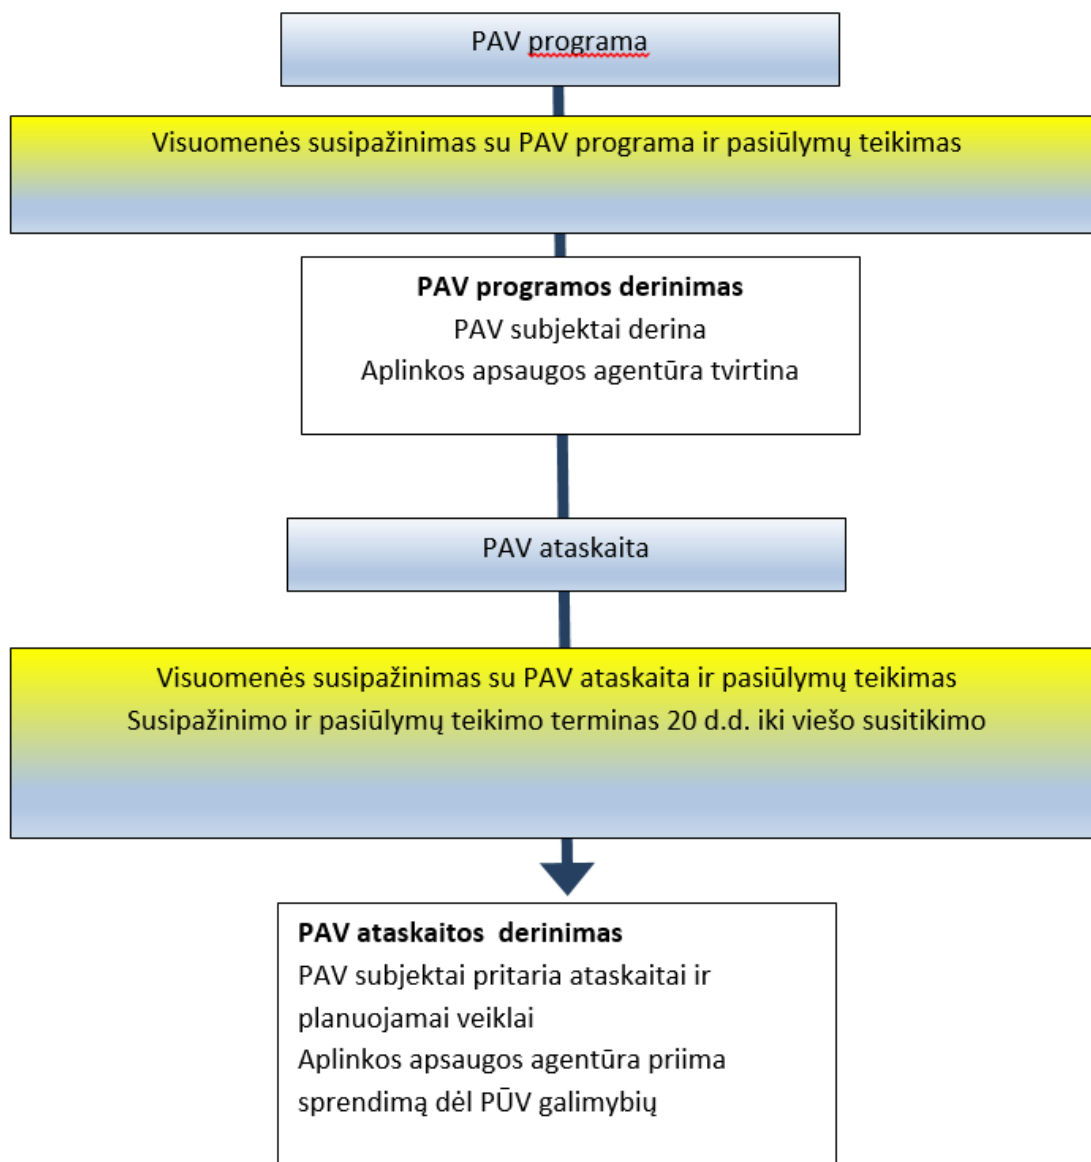 PAV programa
Visuomenės susipažinimas su PAV programa ir pasiūlymų teikimas
PAV programos derinimas
PAV subjektai derina
Aplinkos apsaugos agentūra tvirtina
PAV ataskaita
Visuomenės susipažinimas su PAV ataskaita ir pasiūlymų teikimas
Susipažinimo ir pasiūlymų teikimo terminas 20 d.d. iki viešo susitikimo
PAV ataskaitos derinimas
PAV subjektai pritaria ataskaitai ir
planuojamai veiklai
Aplinkos apsaugos agentūra priima
sprendimą dėl PŪV galimybių